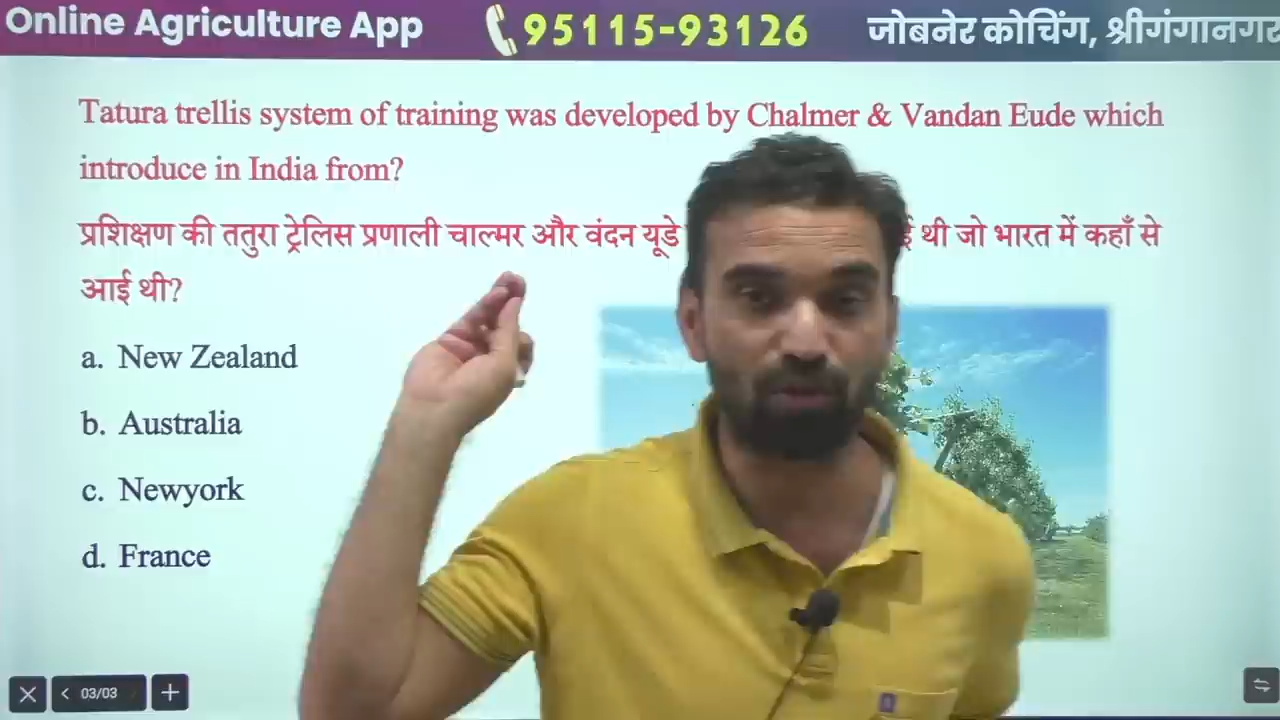 Online Agriculture App 95115-93126 जोबनेर कोचिंग, श्रीगंगानगर
Tatura trellis system of training was developed by Chalmer & Vandan Eude which
introduce in India from?
प्रशिक्षण की ततुरा ट्रेलिस प्रणाली चाल्मर और वंदन यूडे थी जो भारत में कहाँ से
आई थी?
a. New Zealand
b. Australia
c. Newyork
d. France
03/03